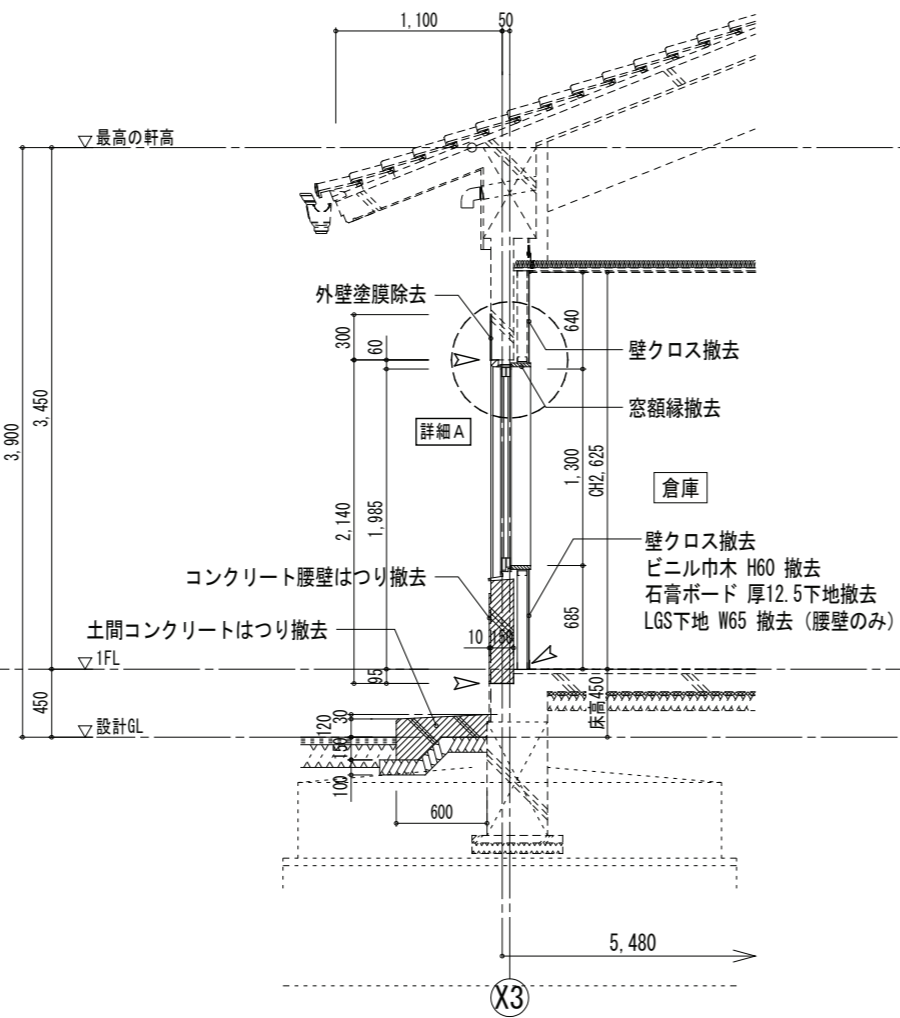 1,100
50
最高の軒高
外壁塗膜除去
300
60
640
壁クロス撤去
窓額縁撤去
詳細A
3,900
3,450
2,140
1,985
1,300
CH2,625
倉庫
壁クロス撤去
ビニル巾木 H60 撤去
石膏ボード 厚12.5下地撤去
LGS下地 W65 撤去 (腰壁のみ)
コンクリート腰壁はつり撤去
土間コンクリートはつり撤去
10
150
685
1FL
95
450
床高450
設計GL
30
120
150
100
600
5,480
X3